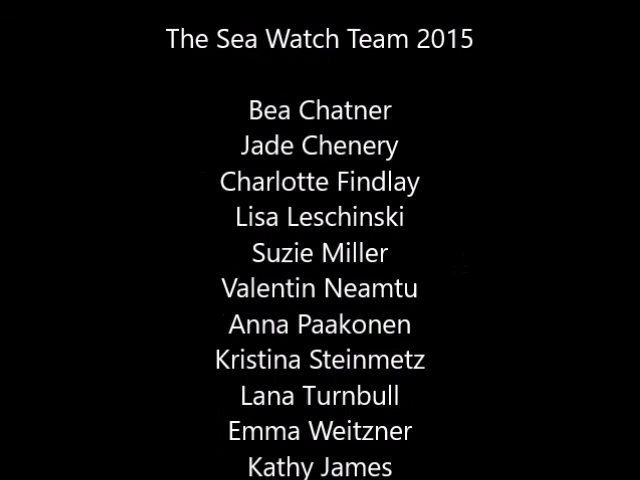 The Sea Watch Team 2015
Bea Chatner
Jade Chenery
Charlotte Findlay
Lisa Leschinski
Suzie Miller
Valentin Neamtu
Anna Paakonen
Kristina Steinmetz
Lana Turnbull
Emma Weitzner
Kathy James